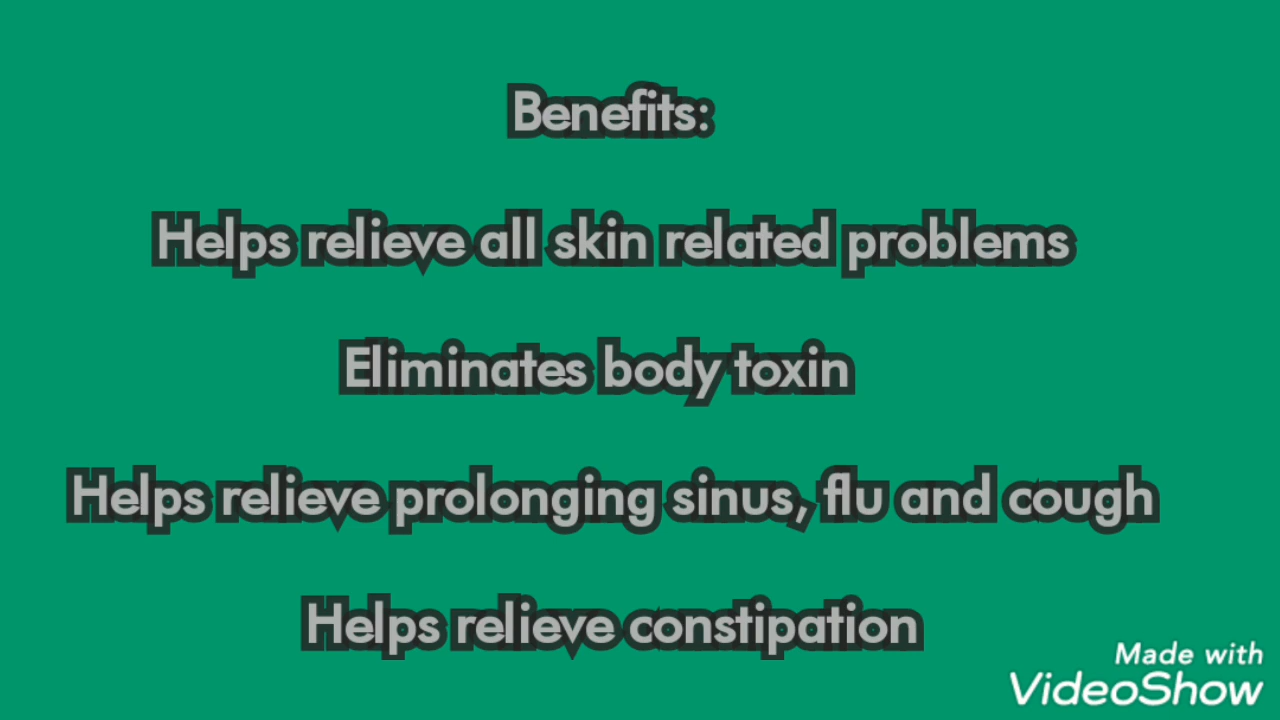 Benefits:
Helps relieve all skin related problems
Eliminates body toxin
Helps relieve prolonging sinus, flu and cough
Helps relieve constipation
Made with
VideoShow